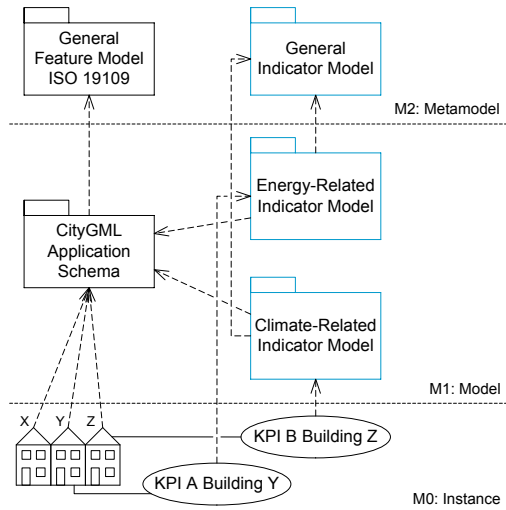 General
Feature Model
ISO 19109
General
Indicator Model
M2: Metamodel
Energy-Related
Indicator Model
CityGML
Application
Schema
Climate-Related
Indicator Model
M1: Model
X Y Z
KPI B Building Z
KPI A Building Y
M0: Instance